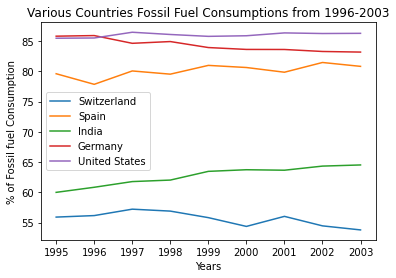 Various Countries Fossil Fuel Consumptions from 1996-2003
% of Fossil fuel Consumption
85
80
75
70
65
60
55
Switzerland
Spain
India
Germany
United States
1995 1996 1997 1998 1999 2000 2001 2002 2003
Years